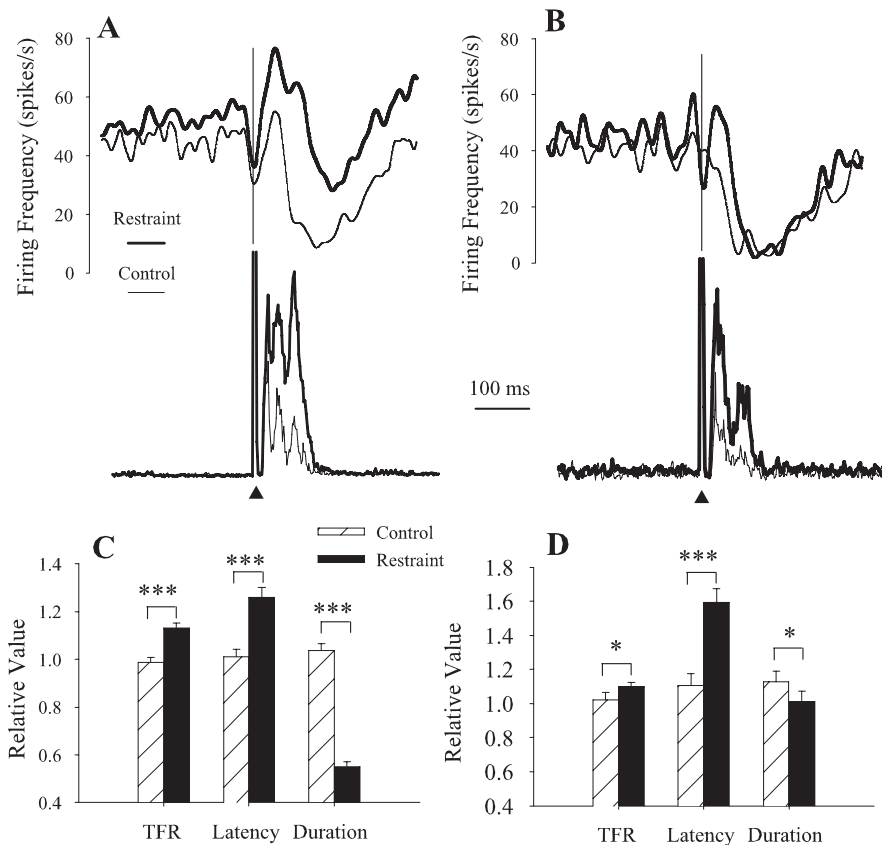 A
Firing Frequency (spikes/s)
80
60
40
20
0
Restraint
Control
B
Firing Frequency (spikes/s)
80
60
40
20
0
100 ms
C
Control
Restraint
Relative Value
1.4
1.2
1.0
0.8
0.6
0.4
***
***
***
TFR Latency Duration
D
Relative Value
1.8
1.6
1.4
1.2
1.0
0.8
0.6
0.4
*
***
*
TFR Latency Duration